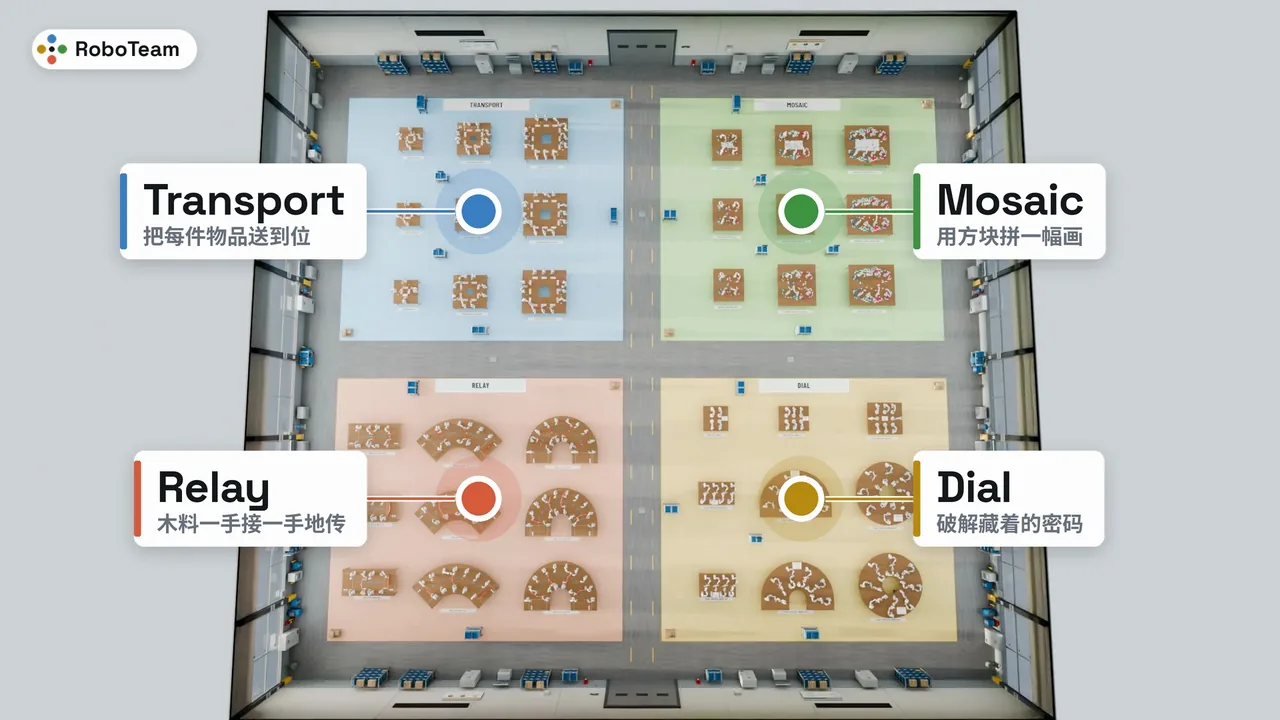 RoboTeam
TRANSPORT
MOSAIC
Transport
把每件物品送到位
Mosaic
用方块拼一幅画
RELAY
DIAL
Relay
木料一手接一手地传
Dial
破解藏着的密码